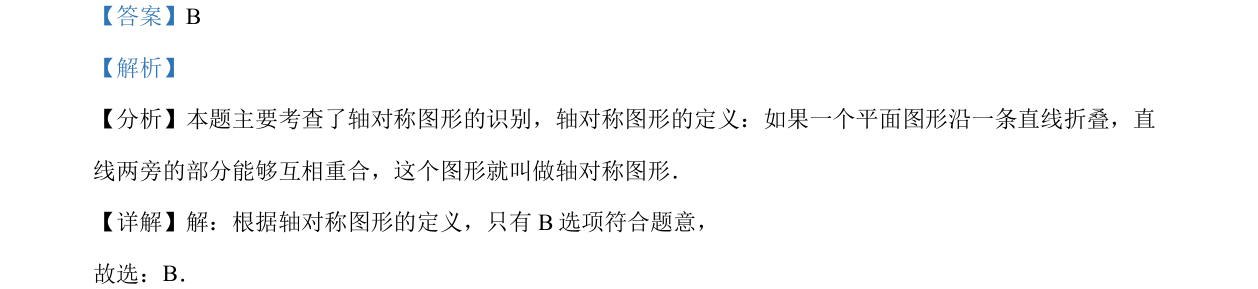 【答案】B
【解析】
【分析】本题主要考查了轴对称图形的识别，轴对称图形的定义：如果一个平面图形沿一条直线折叠，直
线两旁的部分能够互相重合，这个图形就叫做轴对称图形．
【详解】解：根据轴对称图形的定义，只有 B 选项符合题意，
故选：B．